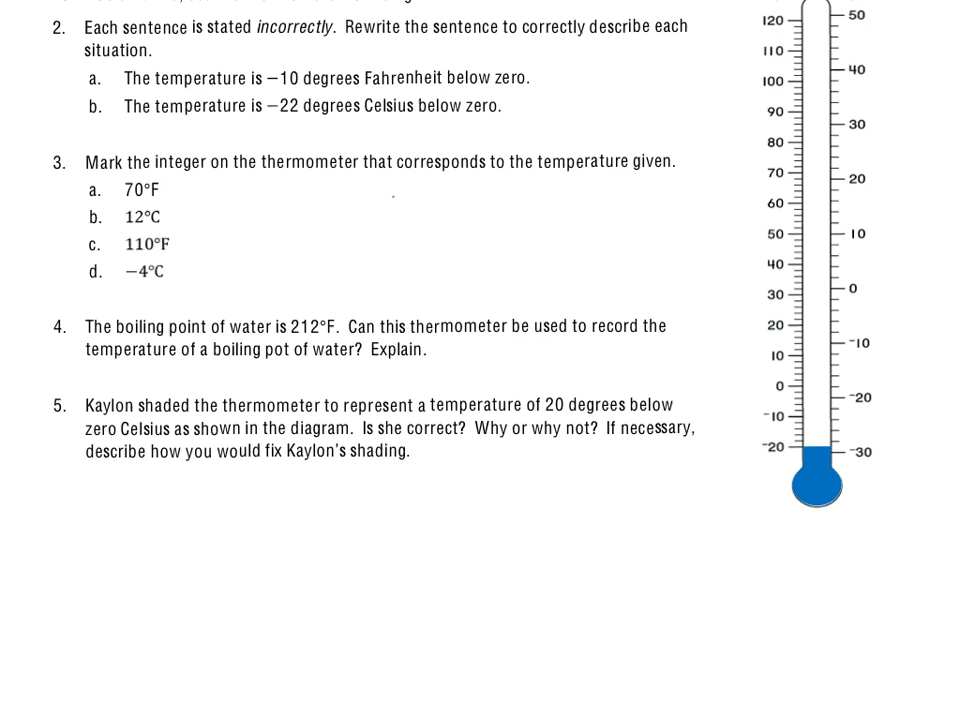 2. Each sentence is stated incorrectly. Rewrite the sentence to correctly describe each
situation.
a. The temperature is −10 degrees Fahrenheit below zero.
b. The temperature is −22 degrees Celsius below zero.
3. Mark the integer on the thermometer that corresponds to the temperature given.
a. 70°F
b. 12°C
c. 110°F
d. −4°C
4. The boiling point of water is 212°F. Can this thermometer be used to record the
temperature of a boiling pot of water? Explain.
5. Kaylon shaded the thermometer to represent a temperature of 20 degrees below
zero Celsius as shown in the diagram. Is she correct? Why or why not? If necessary,
describe how you would fix Kaylon's shading.
120
110
100
90
80
70
60
50
40
30
20
10
0
−10
−20
50
40
30
20
10
0
−10
−20
−30